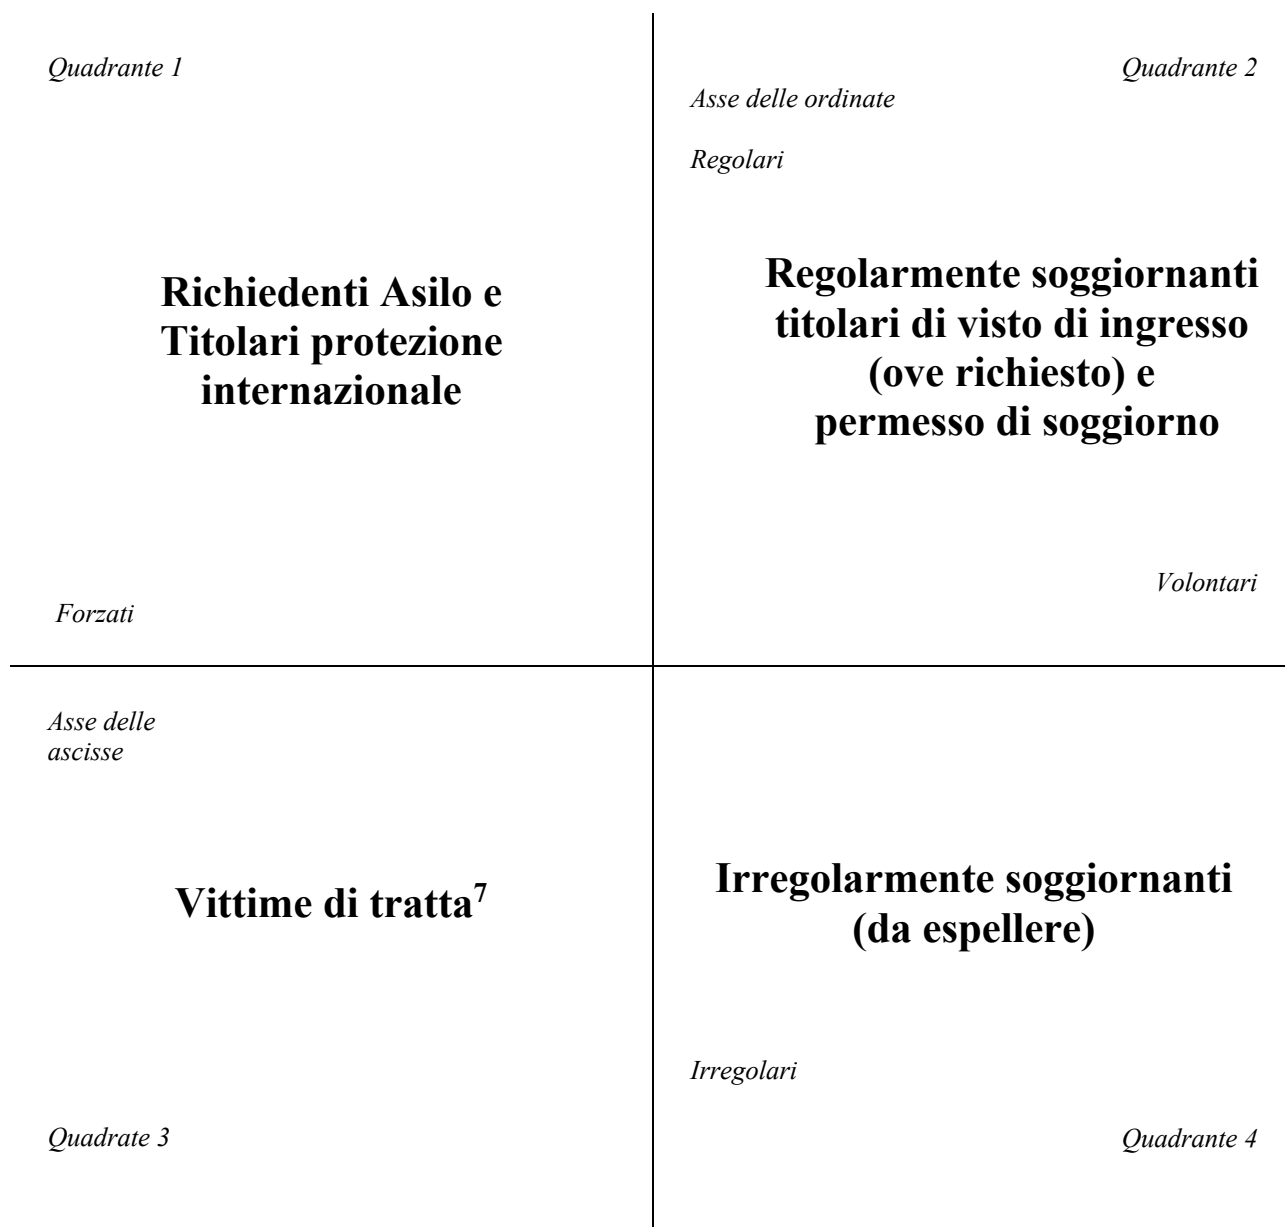 Quadrante 1
Quadrante 2
Asse delle ordinate
Regolari
Richiedenti Asilo e
Titolari protezione
internazionale
Regolarmente soggiornanti
titolari di visto di ingresso
(ove richiesto) e
permesso di soggiorno
Volontari
Forzati
Asse delle
ascisse
Vittime di tratta⁷
Irregolarmente soggiornanti
(da espellere)
Irregolari
Quadrate 3
Quadrante 4